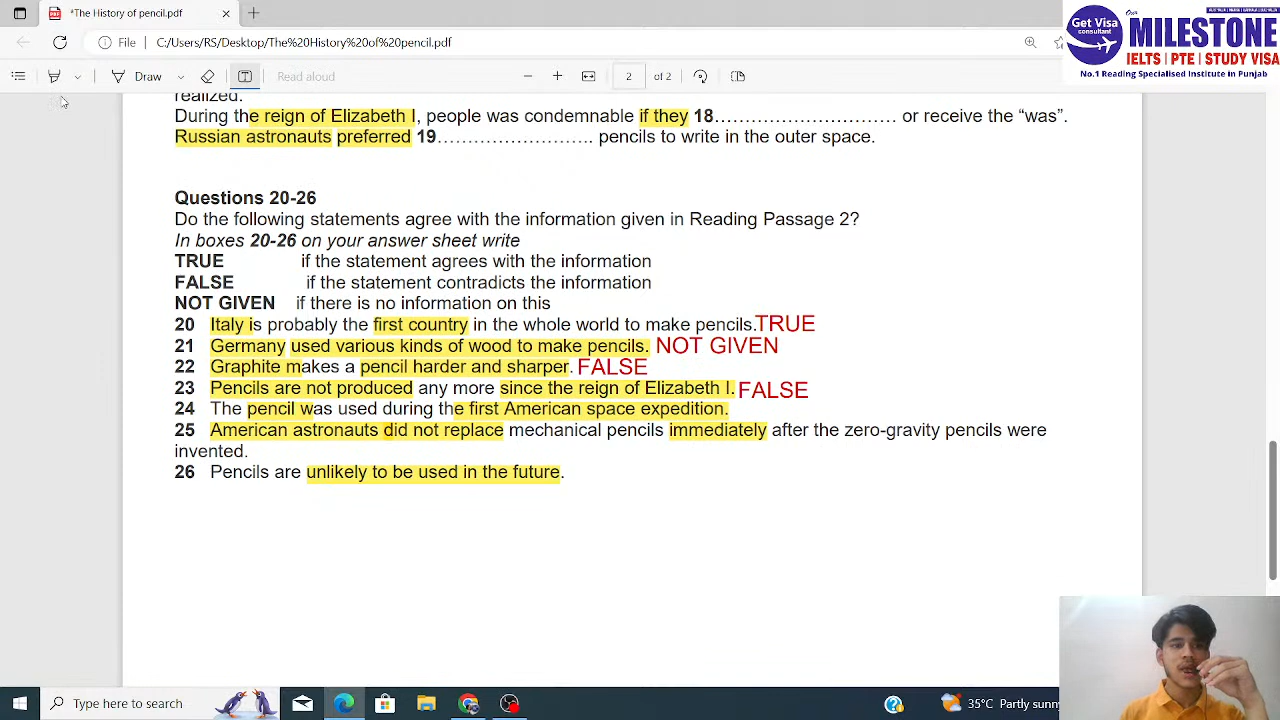 *The History of pencil.pdf
File C:/Users/RS/Desktop/The%20History%20of%20pencil.pdf
Draw Read aloud 2 of 2
Get Visa
consultant
Our
MILESTONE
IELTS | PTE | STUDY VISA
No.1 Reading Specialised Institute in Punjab
realized.
During the reign of Elizabeth I, people was condemnable if they 18………………………… or receive the “was”.
Russian astronauts preferred 19…………………….. pencils to write in the outer space.
Questions 20-26
Do the following statements agree with the information given in Reading Passage 2?
In boxes 20-26 on your answer sheet write
TRUE if the statement agrees with the information
FALSE if the statement contradicts the information
NOT GIVEN if there is no information on this
20 Italy is probably the first country in the whole world to make pencils.TRUE
21 Germany used various kinds of wood to make pencils. NOT GIVEN
22 Graphite makes a pencil harder and sharper. FALSE
23 Pencils are not produced any more since the reign of Elizabeth I. FALSE
24 The pencil was used during the first American space expedition.
25 American astronauts did not replace mechanical pencils immediately after the zero-gravity pencils were
invented.
26 Pencils are unlikely to be used in the future.
Type here to search
35°C Partly sunny